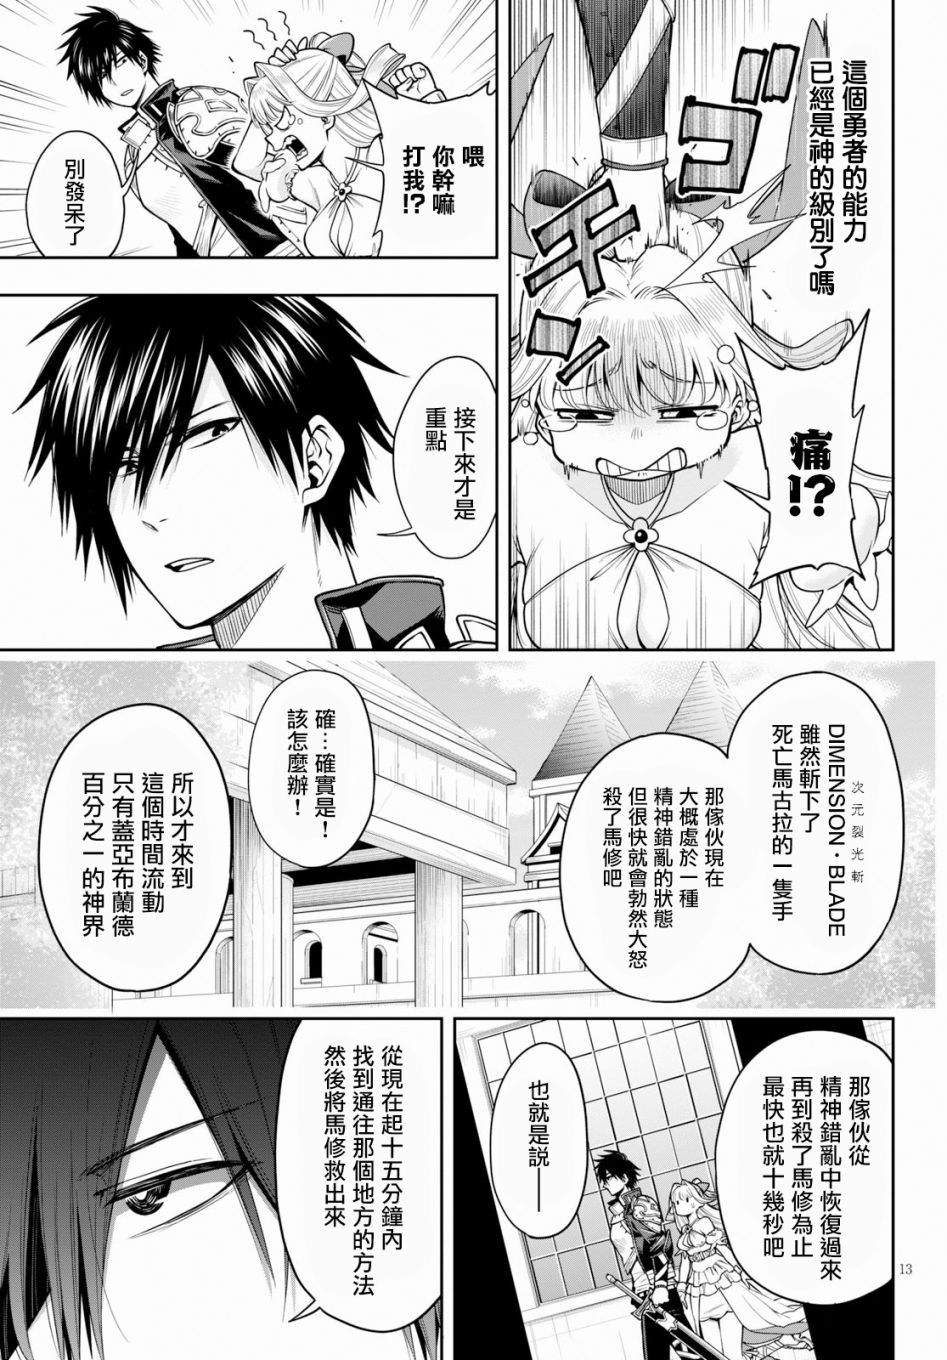 這個勇者的能力
已經是神的級別了嗎
ゴキン
痛!?
喂
你幹嘛
打我!?
別發呆了
接下來才是
重點
DIMENSION·BLADE
次元裂光斬
雖然斬下了
死亡馬古拉的一隻手
那傢伙現在
大概處於一種
精神錯亂的狀態
但很快就會勃然大怒
殺了馬修吧
確…確實是！
該怎麼辦！
所以才來到
這個時間流動
只有蓋亞布蘭德
百分之一的神界
那傢伙從
精神錯亂中恢復過來
再到殺了馬修為止
最快也就十幾秒吧
也就是說—
從現在起十五分鐘內
找到通往那個地方的方法
然後將馬修救出來
13